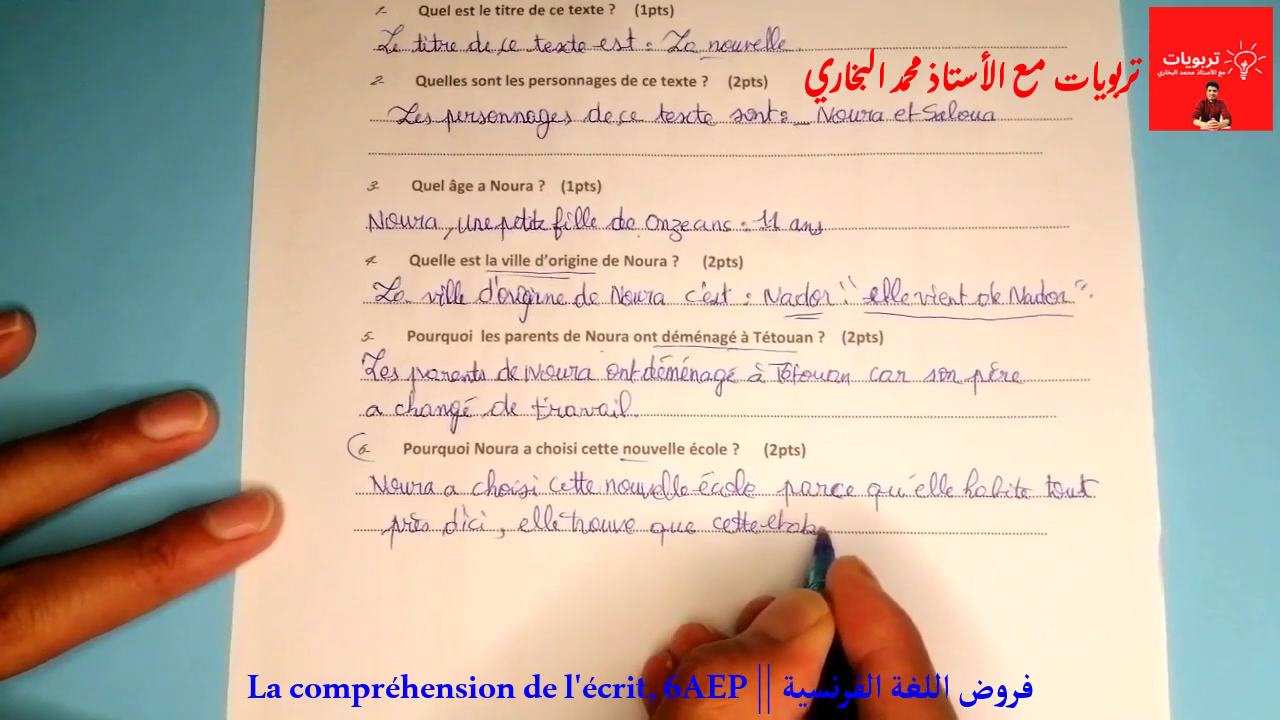 1. Quel est le titre de ce texte ? (1pts)
Le titre de ce texte est : La nouvelle.
2. Quelles sont les personnages de ce texte ? (2pts)
Les personnages de ce texte sont : Noura et Saloua
3. Quel âge a Noura ? (1pts)
Noura, une petite fille de onze ans : 11 ans
4. Quelle est la ville d'origine de Noura ? (2pts)
La ville d'origine de Noura c'est : Nador "elle vient de Nador".
5. Pourquoi les parents de Noura ont déménagé à Tétouan ? (2pts)
Les parents de Noura ont déménagé à Tétouan car son père
a changé de travail.
6. Pourquoi Noura a choisi cette nouvelle école ? (2pts)
Noura a choisi cette nouvelle école parce qu'elle habite tout
près d'ici, elle trouve que cette etab
تربويات مع الأستاذ محمد البخاري
تربويات
مع الأستاذ محمد البخاري
La compréhension de l'écrit, 6AEP || فروض اللغة الفرنسية